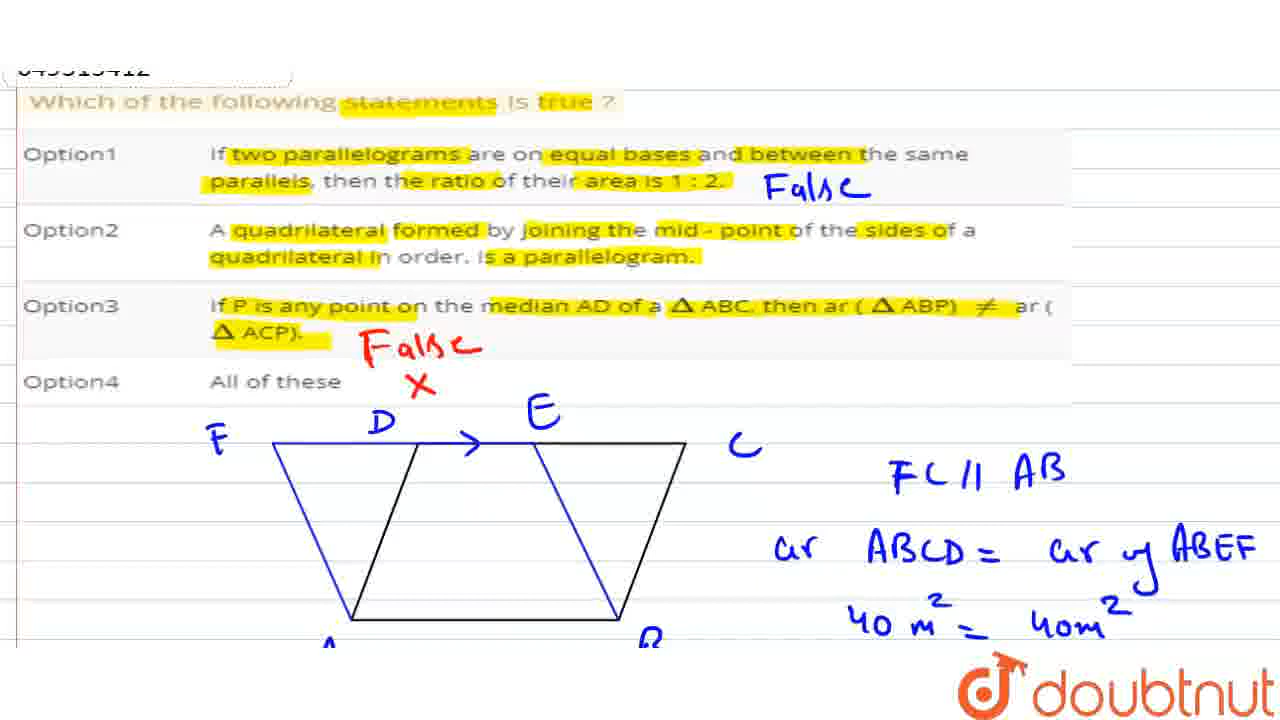 Which of the following statements is true ?
Option1 If two parallelograms are on equal bases and between the same
parallels, then the ratio of their area is 1 : 2. False
Option2 A quadrilateral formed by joining the mid - point of the sides of a
quadrilateral in order, is a parallelogram.
Option3 If P is any point on the median AD of a Δ ABC, then ar ( Δ ABP) ≠ ar (
Δ ACP). False
Option4 All of these X
F D E C
FC || AB
ar ABCD = ar of ABEF
40 m² = 40m²
doubtnut